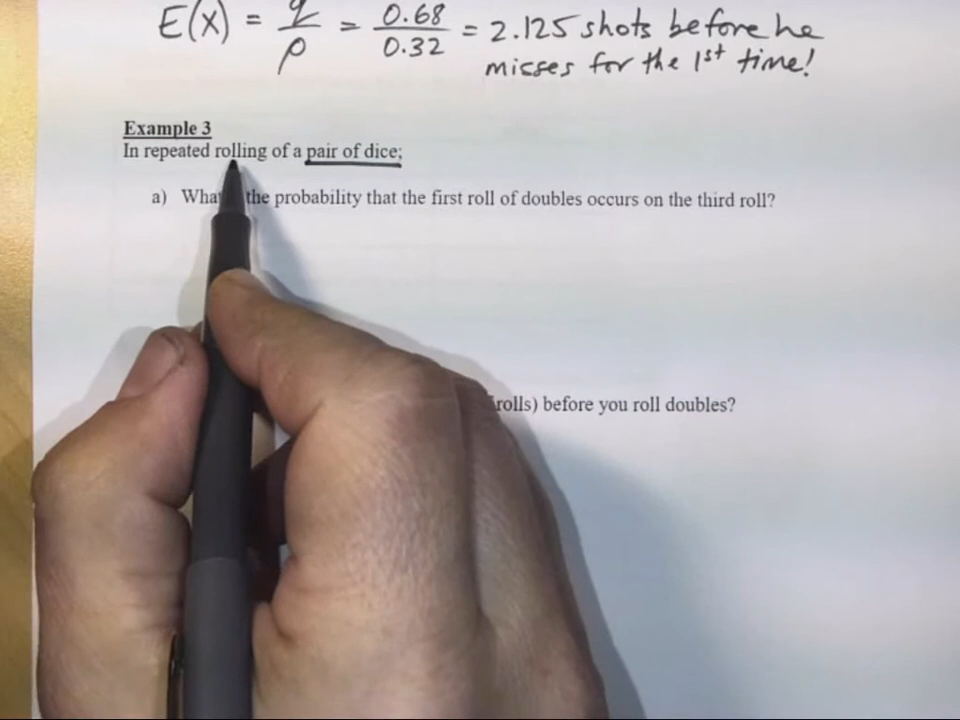 E(X) = q/p = 0.68/0.32 = 2.125 shots before he
misses for the 1st time!
Example 3
In repeated rolling of a pair of dice;
a) What the probability that the first roll of doubles occurs on the third roll?
rolls) before you roll doubles?